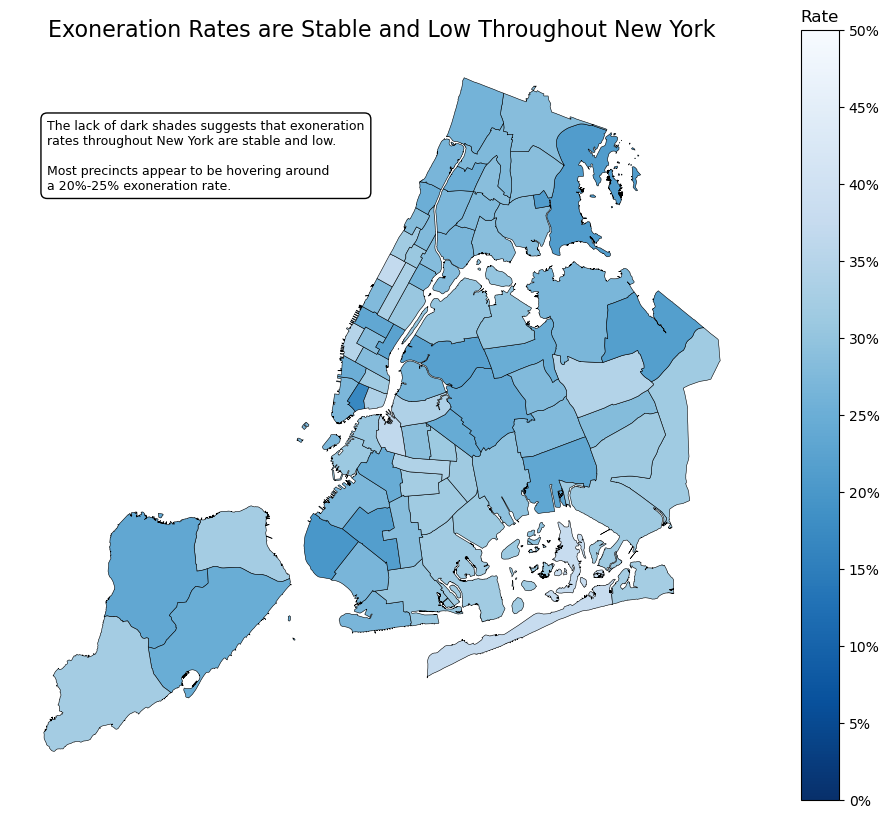 Exoneration Rates are Stable and Low Throughout New York
Rate
The lack of dark shades suggests that exoneration
rates throughout New York are stable and low.
Most precincts appear to be hovering around
a 20%-25% exoneration rate.
50%
45%
40%
35%
30%
25%
20%
15%
10%
5%
0%